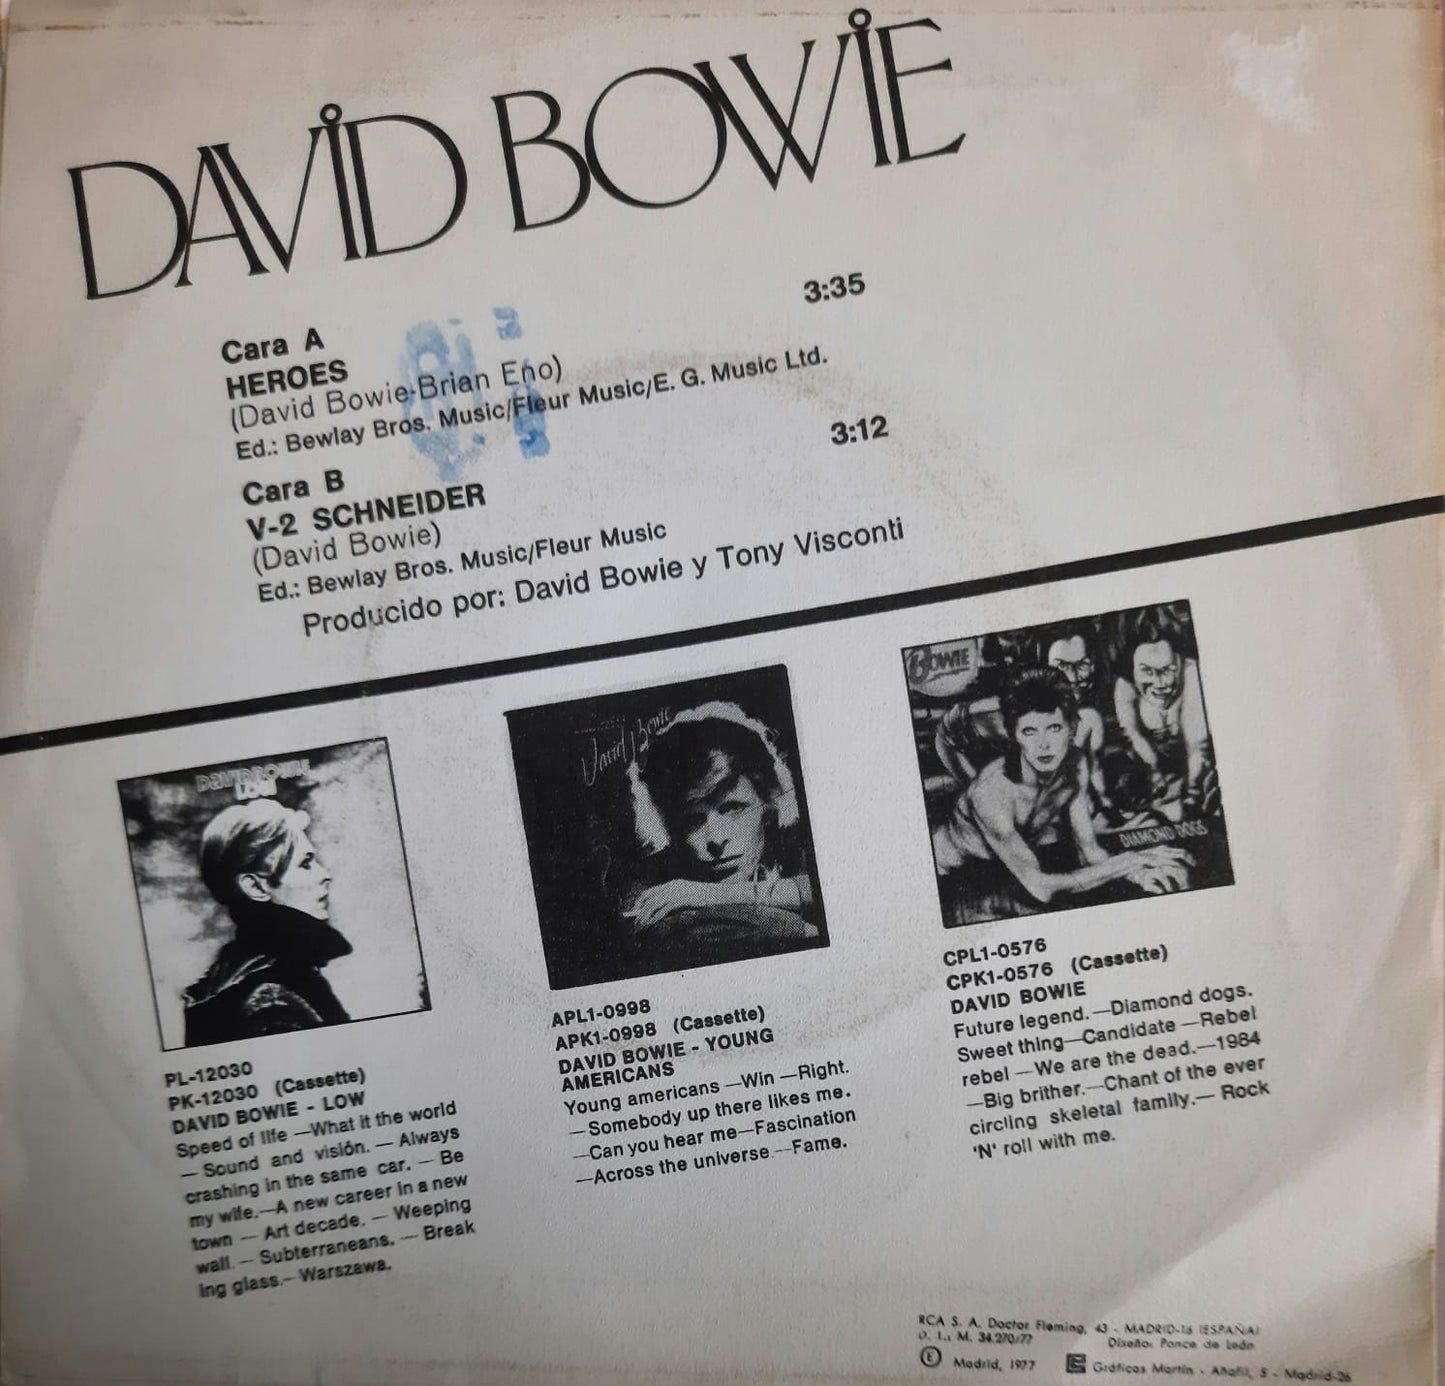 DAVID BOWIE
Cara A
HEROES 3:35
(David Bowie-Brian Eno)
Ed.: Bewlay Bros. Music/Fleur Music/E. G. Music Ltd.
Cara B
V-2 SCHNEIDER 3:12
(David Bowie)
Ed.: Bewlay Bros. Music/Fleur Music
Producido por: David Bowie y Tony Visconti
DAVID BOWIE
LOW
PL-12030
PK-12030 (Cassette)
DAVID BOWIE - LOW
Speed of life —What it the world
— Sound and visión. — Always
crashing in the same car. — Be
my wife.—A new career in a new
town — Art decade. — Weeping
wall. — Subterraneans. — Break
ing glass.— Warszawa.
David Bowie
APL1-0998
APK1-0998 (Cassette)
DAVID BOWIE - YOUNG
AMERICANS
Young americans —Win —Right.
—Somebody up there likes me.
—Can you hear me—Fascination
—Across the universe.—Fame.
BOWIE
DIAMOND DOGS
CPL1-0576
CPK1-0576 (Cassette)
DAVID BOWIE
Future legend.—Diamond dogs.
Sweet thing—Candidate —Rebel
rebel —We are the dead.—1984
—Big brither.—Chant of the ever
circling skeletal family.— Rock
'N' roll with me.
RCA S. A. Doctor Fleming, 43 - MADRID-16 (ESPAÑA)
D. L.: M. 34.270/77 Diseño: Ponce de León
Ⓔ Madrid, 1977 Gráficas Martín - Añafil, 5 - Madrid-26